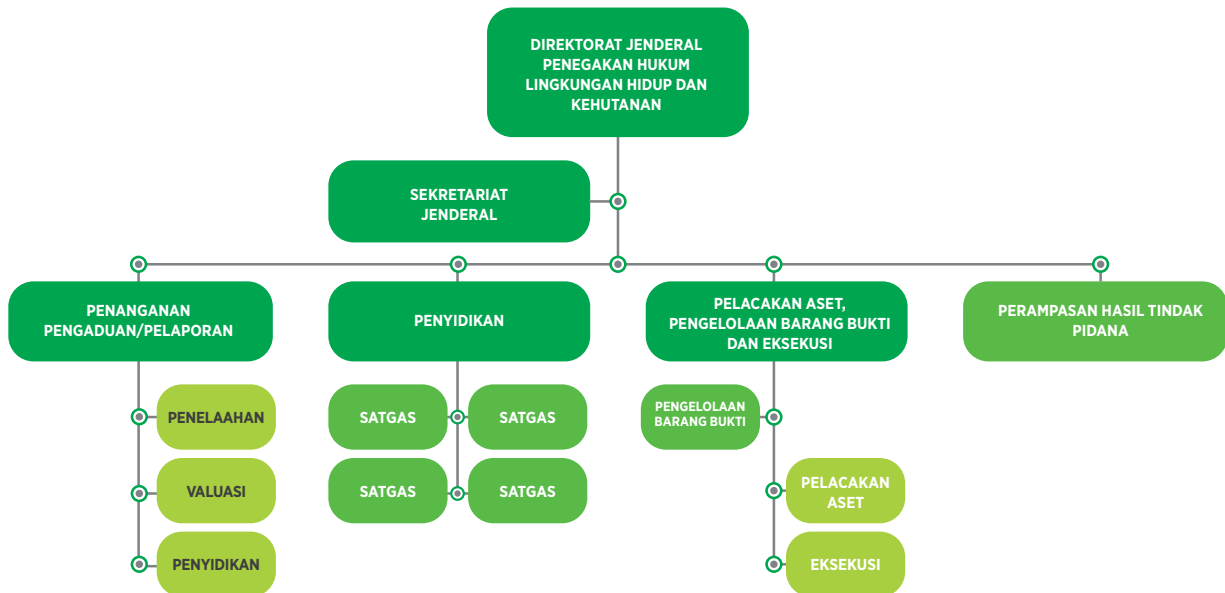 DIREKTORAT JENDERAL
PENEGAKAN HUKUM
LINGKUNGAN HIDUP DAN
KEHUTANAN
SEKRETARIAT
JENDERAL
PENANGANAN
PENGADUAN/PELAPORAN
PENYIDIKAN
PELACAKAN ASET,
PENGELOLAAN BARANG BUKTI
DAN EKSEKUSI
PERAMPASAN HASIL TINDAK
PIDANA
PENELAAHAN
VALUASI
PENYIDIKAN
SATGAS
SATGAS
SATGAS
SATGAS
PENGELOLAAN
BARANG BUKTI
PELACAKAN
ASET
EKSEKUSI